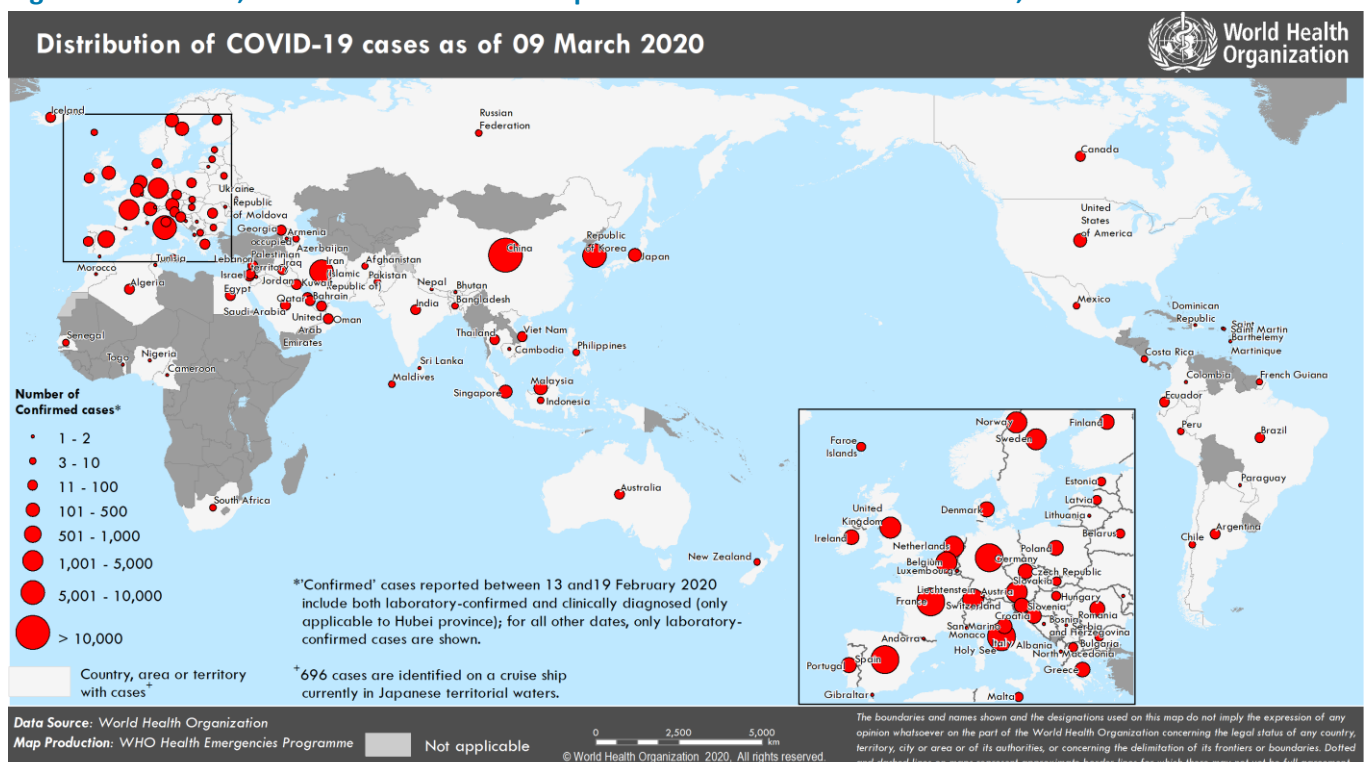 Distribution of COVID-19 cases as of 09 March 2020
World Health
Organization
Iceland
Russian
Federation
Ukraine
Republic
of Moldova
Georgia
Armenia
Azerbaijan
occupied
Palestinian
territory
Lebanon
Israel
Iraq
Jordan
Kuwait
Iran
Islamic
Republic of
Afghanistan
Pakistan
Morocco
Tunisia
Algeria
Egypt
Qatar
Bahrain
Saudi Arabia
United
Arab
Emirates
Oman
Nepal
Bhutan
India
Bangladesh
China
Republic
of Korea
Japan
Thailand
Viet Nam
Cambodia
Philippines
Sri Lanka
Maldives
Singapore
Malaysia
Indonesia
Senegal
Togo
Nigeria
Cameroon
South Africa
Australia
New Zealand
Canada
United
States
of America
Mexico
Dominican
Republic
Saint Martin
Saint
Barthelemy
Martinique
Costa Rica
Colombia
French Guiana
Ecuador
Peru
Brazil
Paraguay
Chile
Argentina
Number of
Confirmed cases*
1 - 2
3 - 10
11 - 100
101 - 500
501 - 1,000
1,001 - 5,000
5,001 - 10,000
> 10,000
Country, area or territory
with cases+
*'Confirmed' cases reported between 13 and19 February 2020
include both laboratory-confirmed and clinically diagnosed (only
applicable to Hubei province); for all other dates, only laboratory-
confirmed cases are shown.
+696 cases are identified on a cruise ship
currently in Japanese territorial waters.
Norway
Sweden
Finland
Faroe
Islands
Estonia
Latvia
Lithuania
Denmark
United
Kingdom
Ireland
Belarus
Netherlands
Poland
Belgium
Germany
Luxembourg
Czech Republic
Slovakia
Liechtenstein
Austria
Hungary
France
Switzerland
Slovenia
Croatia
Romania
San Marino
Monaco
Bosnia
and Herzegovina
Serbia
Andorra
Italy
Holy See
Albania
Bulgaria
North Macedonia
Portugal
Spain
Greece
Gibraltar
Malta
Data Source: World Health Organization
Map Production: WHO Health Emergencies Programme
Not applicable
0 2,500 5,000
km
© World Health Organization 2020, All rights reserved.
The boundaries and names shown and the designations used on this map do not imply the expression of any
opinion whatsoever on the part of the World Health Organization concerning the legal status of any country,
territory, city or area or of its authorities, or concerning the delimitation of its frontiers or boundaries. Dotted